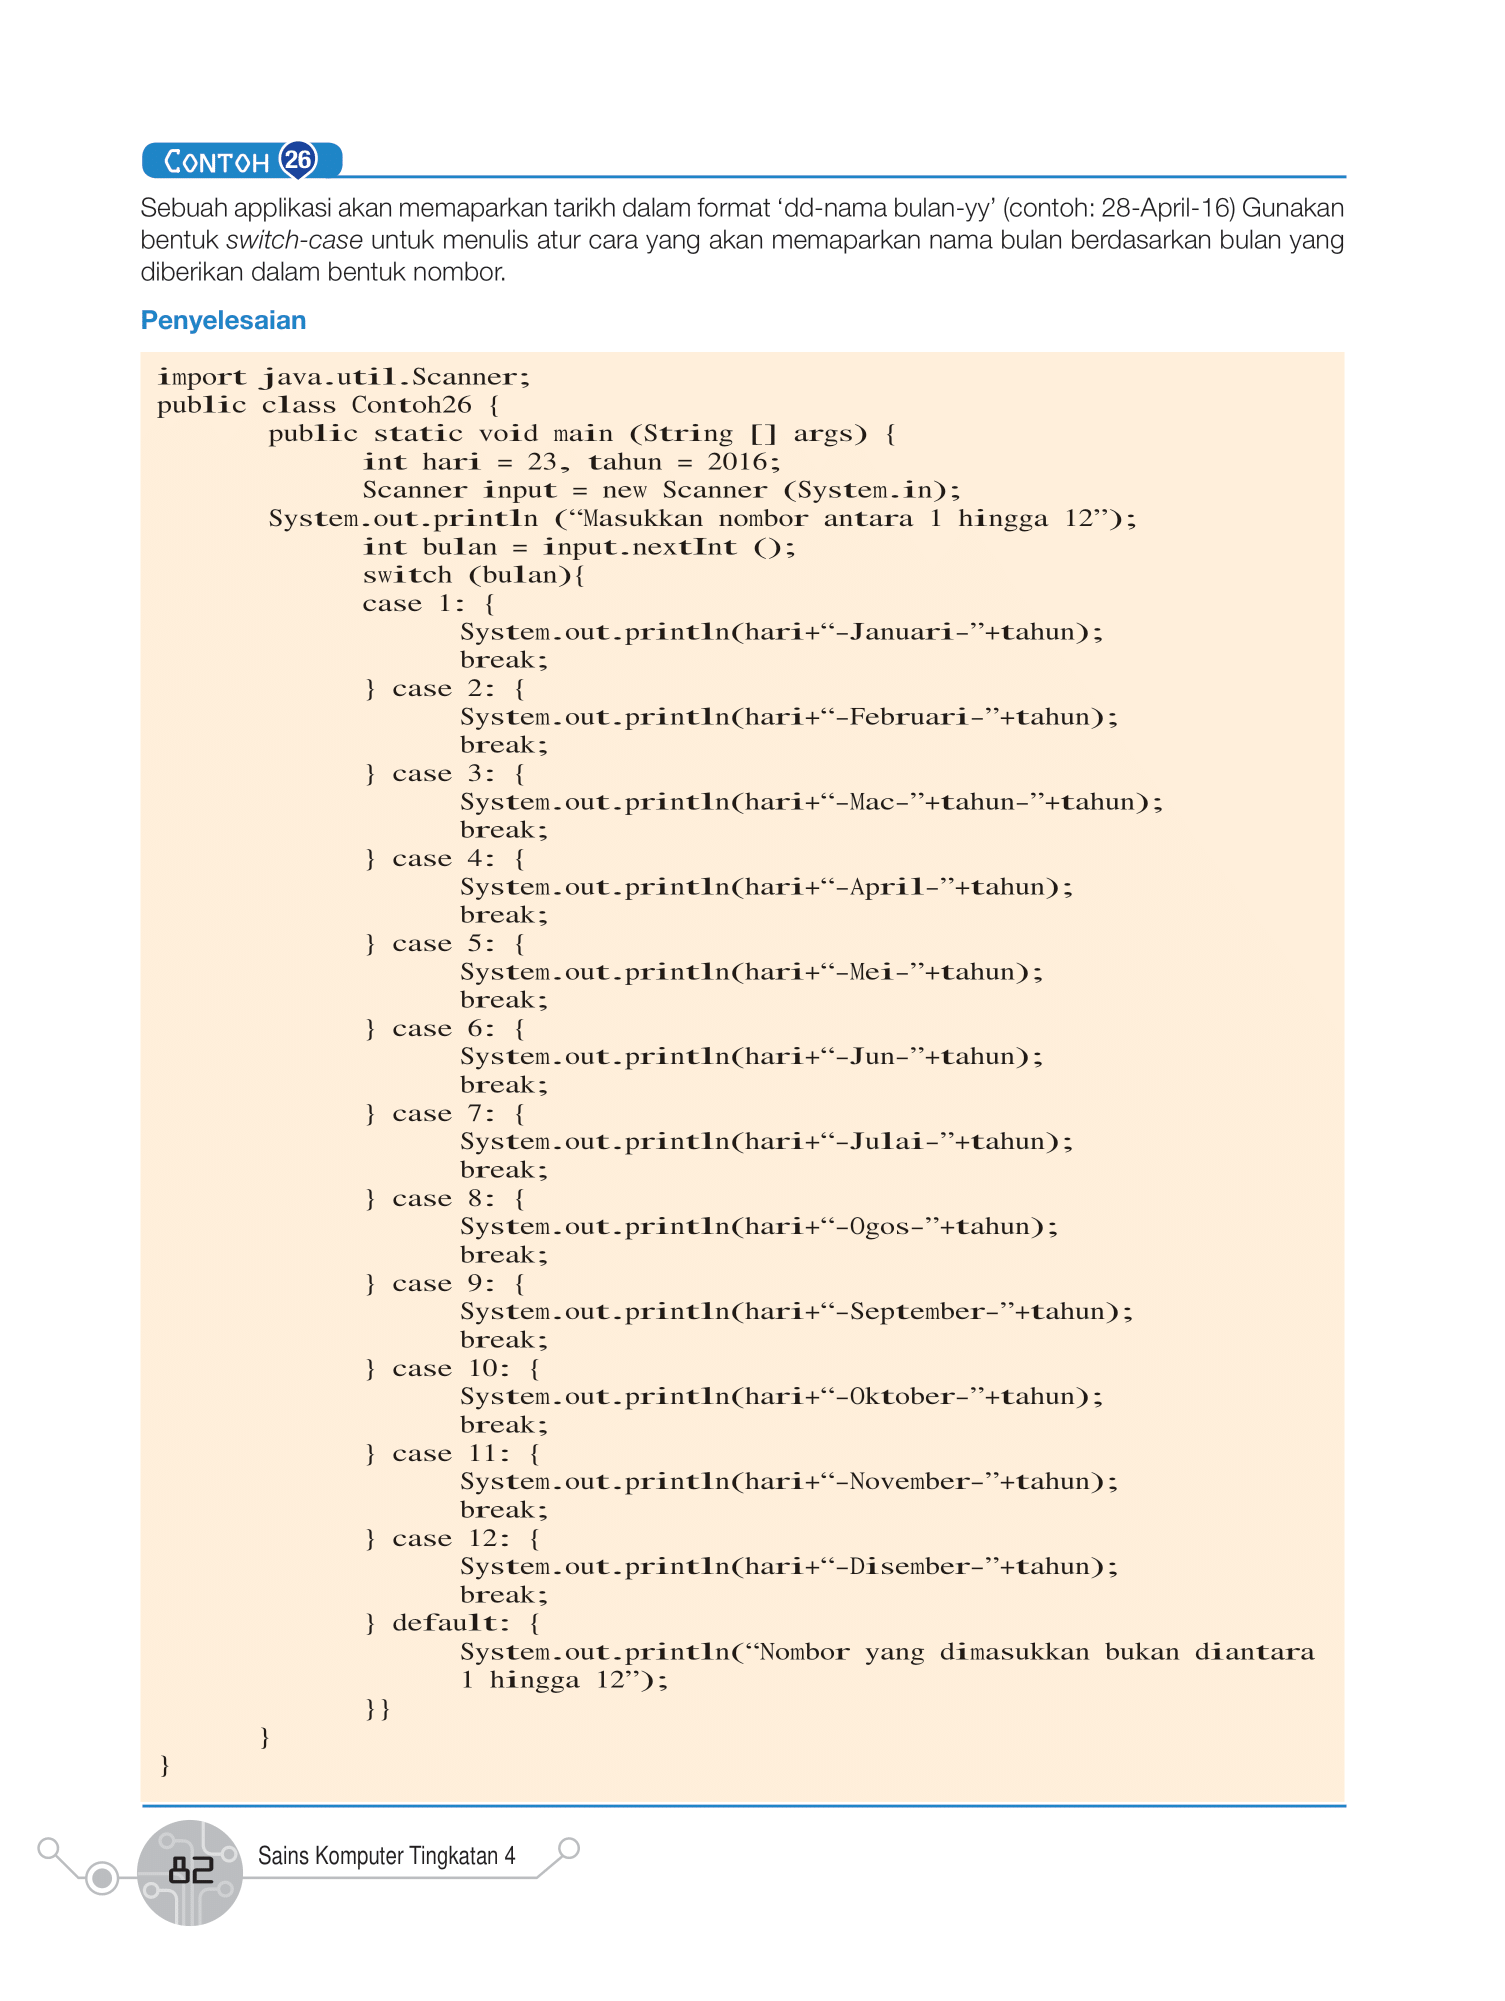 CONTOH 26
Sebuah applikasi akan memaparkan tarikh dalam format ‘dd-nama bulan-yy’ (contoh: 28-April-16) Gunakan
bentuk switch-case untuk menulis atur cara yang akan memaparkan nama bulan berdasarkan bulan yang
diberikan dalam bentuk nombor.
Penyelesaian
import java.util.Scanner;
public class Contoh26 {
public static void main (String [] args) {
int hari = 23, tahun = 2016;
Scanner input = new Scanner (System.in);
System.out.println (“Masukkan nombor antara 1 hingga 12”);
int bulan = input.nextInt ();
switch (bulan){
case 1: {
System.out.println(hari+“-Januari-”+tahun);
break;
} case 2: {
System.out.println(hari+“-Februari-”+tahun);
break;
} case 3: {
System.out.println(hari+“-Mac-”+tahun-”+tahun);
break;
} case 4: {
System.out.println(hari+“-April-”+tahun);
break;
} case 5: {
System.out.println(hari+“-Mei-”+tahun);
break;
} case 6: {
System.out.println(hari+“-Jun-”+tahun);
break;
} case 7: {
System.out.println(hari+“-Julai-”+tahun);
break;
} case 8: {
System.out.println(hari+“-Ogos-”+tahun);
break;
} case 9: {
System.out.println(hari+“-September-”+tahun);
break;
} case 10: {
System.out.println(hari+“-Oktober-”+tahun);
break;
} case 11: {
System.out.println(hari+“-November-”+tahun);
break;
} case 12: {
System.out.println(hari+“-Disember-”+tahun);
break;
} default: {
System.out.println(“Nombor yang dimasukkan bukan diantara
1 hingga 12”);
}}
}
}
82
Sains Komputer Tingkatan 4